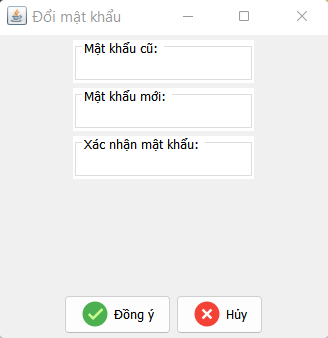 Đổi mật khẩu
Mật khẩu cũ:
Mật khẩu mới:
Xác nhận mật khẩu:
Đồng ý
Hủy